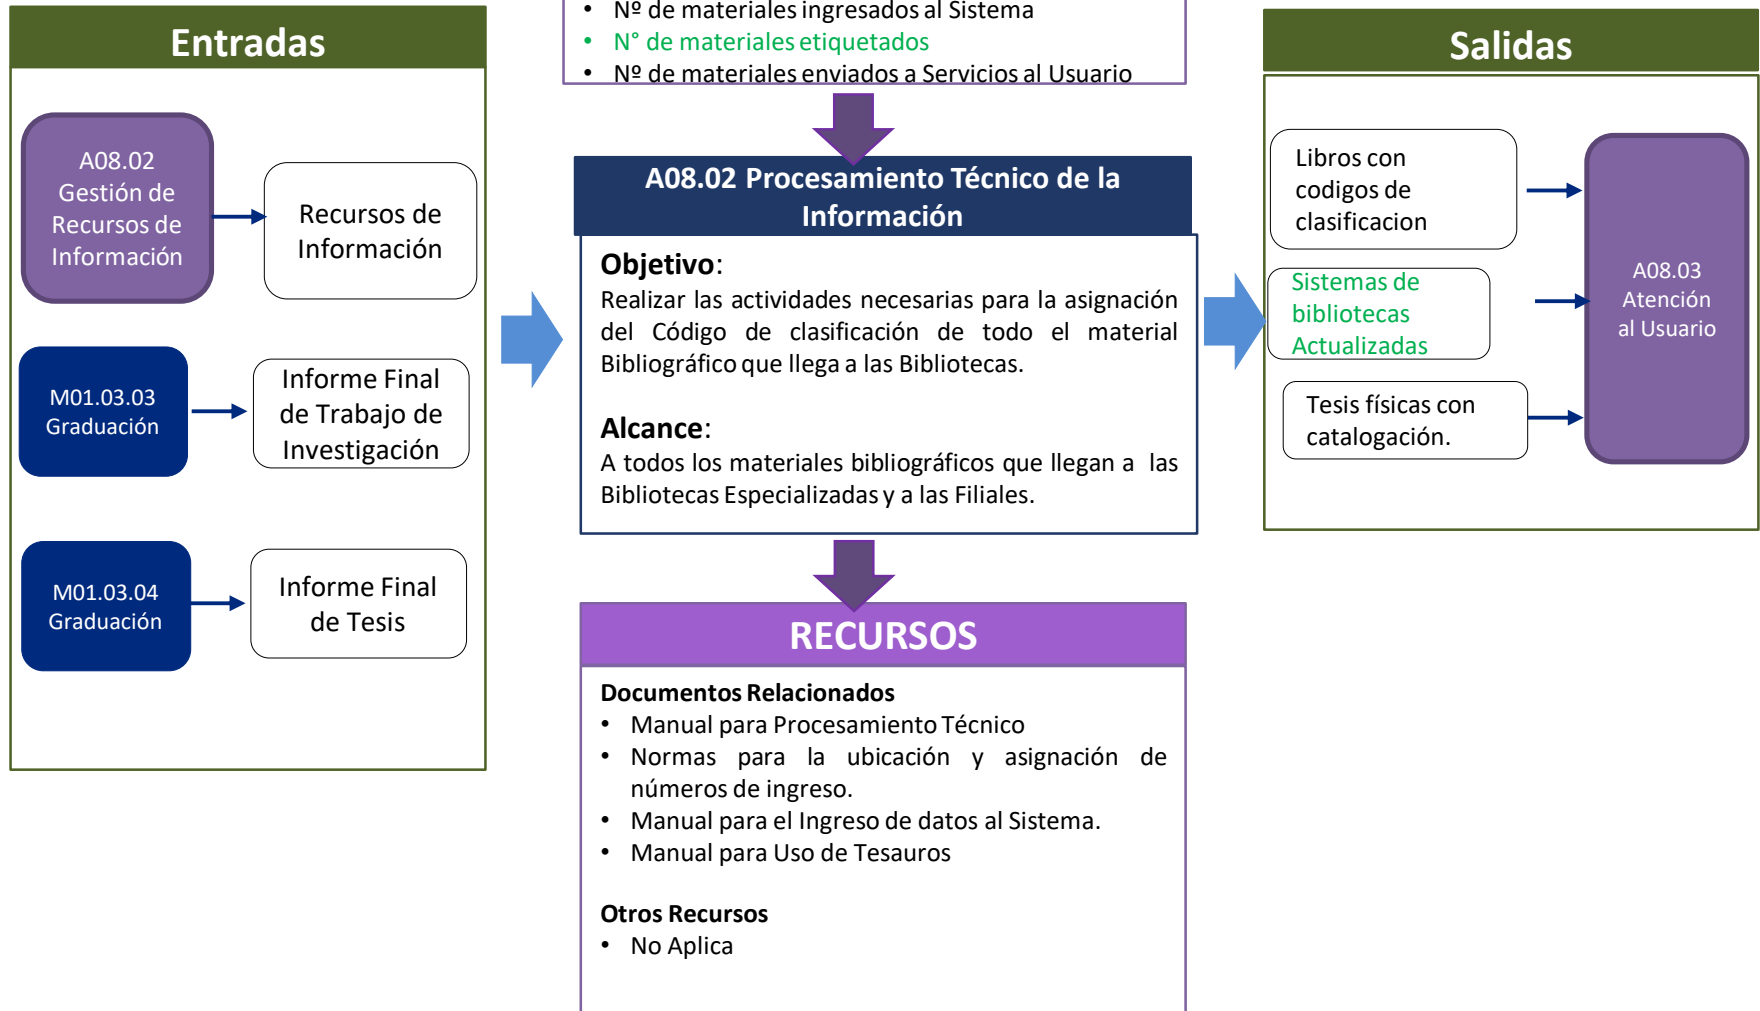 Entradas
A08.02
Gestión de
Recursos de
Información
Recursos de
Información
M01.03.03
Graduación
Informe Final
de Trabajo de
Investigación
M01.03.04
Graduación
Informe Final
de Tesis
• Nº de materiales ingresados al Sistema
• N° de materiales etiquetados
• Nº de materiales enviados a Servicios al Usuario
A08.02 Procesamiento Técnico de la
Información
Objetivo:
Realizar las actividades necesarias para la asignación
del Código de clasificación de todo el material
Bibliográfico que llega a las Bibliotecas.
Alcance:
A todos los materiales bibliográficos que llegan a las
Bibliotecas Especializadas y a las Filiales.
RECURSOS
Documentos Relacionados
• Manual para Procesamiento Técnico
• Normas para la ubicación y asignación de
números de ingreso.
• Manual para el Ingreso de datos al Sistema.
• Manual para Uso de Tesauros
Otros Recursos
• No Aplica
Salidas
Libros con
codigos de
clasificacion
Sistemas de
bibliotecas
Actualizadas
Tesis físicas con
catalogación.
A08.03
Atención
al Usuario